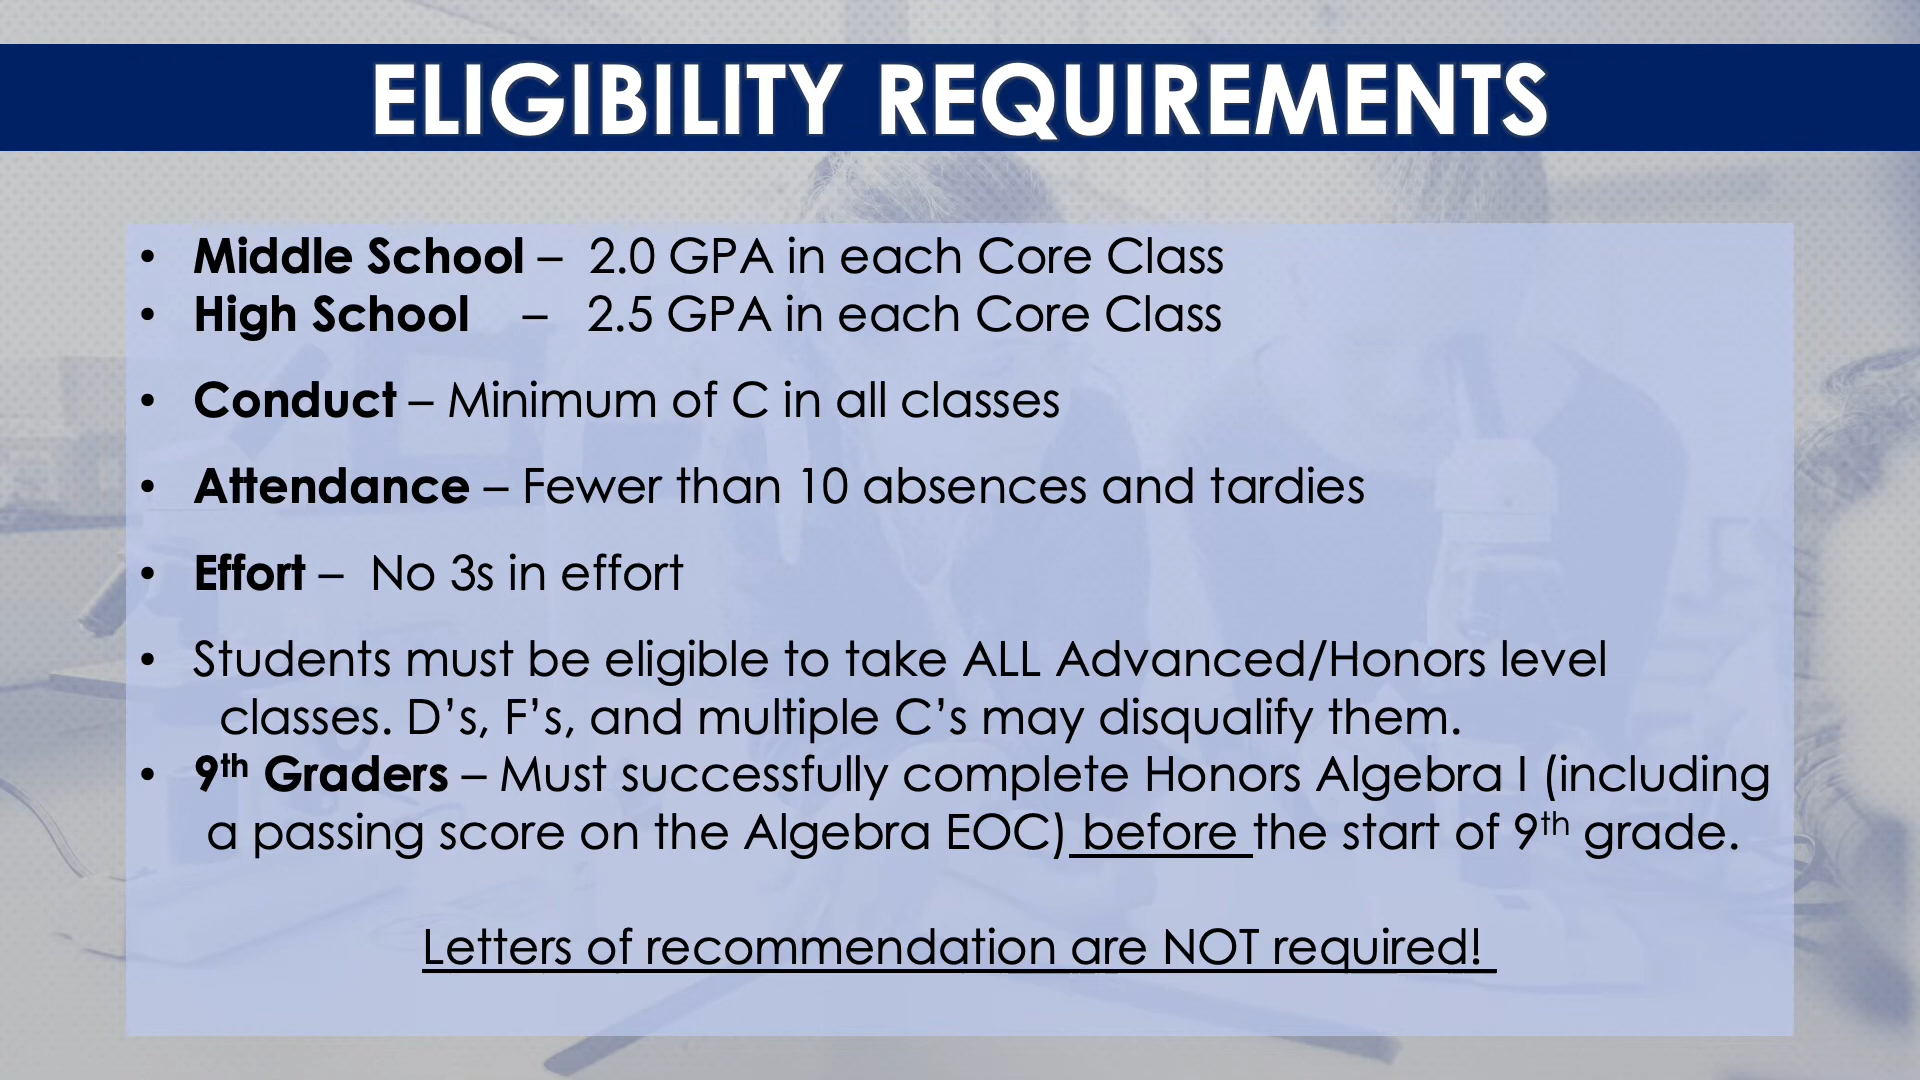 ELIGIBILITY REQUIREMENTS
• Middle School – 2.0 GPA in each Core Class
• High School – 2.5 GPA in each Core Class
• Conduct – Minimum of C in all classes
• Attendance – Fewer than 10 absences and tardies
• Effort – No 3s in effort
• Students must be eligible to take ALL Advanced/Honors level
classes. D’s, F’s, and multiple C’s may disqualify them.
• 9th Graders – Must successfully complete Honors Algebra I (including
a passing score on the Algebra EOC) before the start of 9th grade.
Letters of recommendation are NOT required!